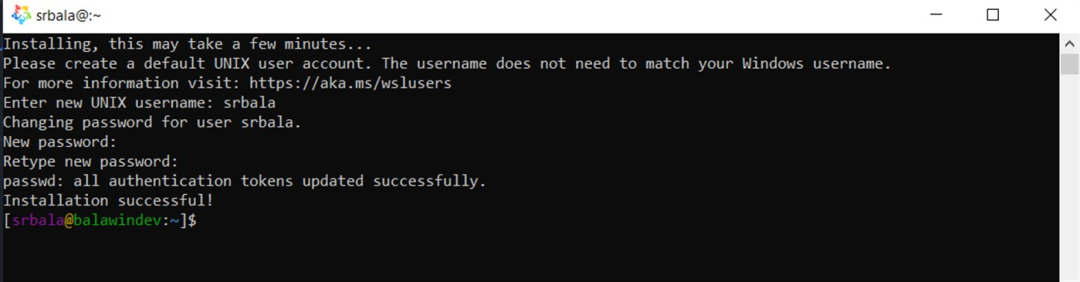 srbala@:~
Installing, this may take a few minutes...
Please create a default UNIX user account. The username does not need to match your Windows username.
For more information visit: https://aka.ms/wslusers
Enter new UNIX username: srbala
Changing password for user srbala.
New password:
Retype new password:
passwd: all authentication tokens updated successfully.
Installation successful!
[srbala@balawindev:~]$